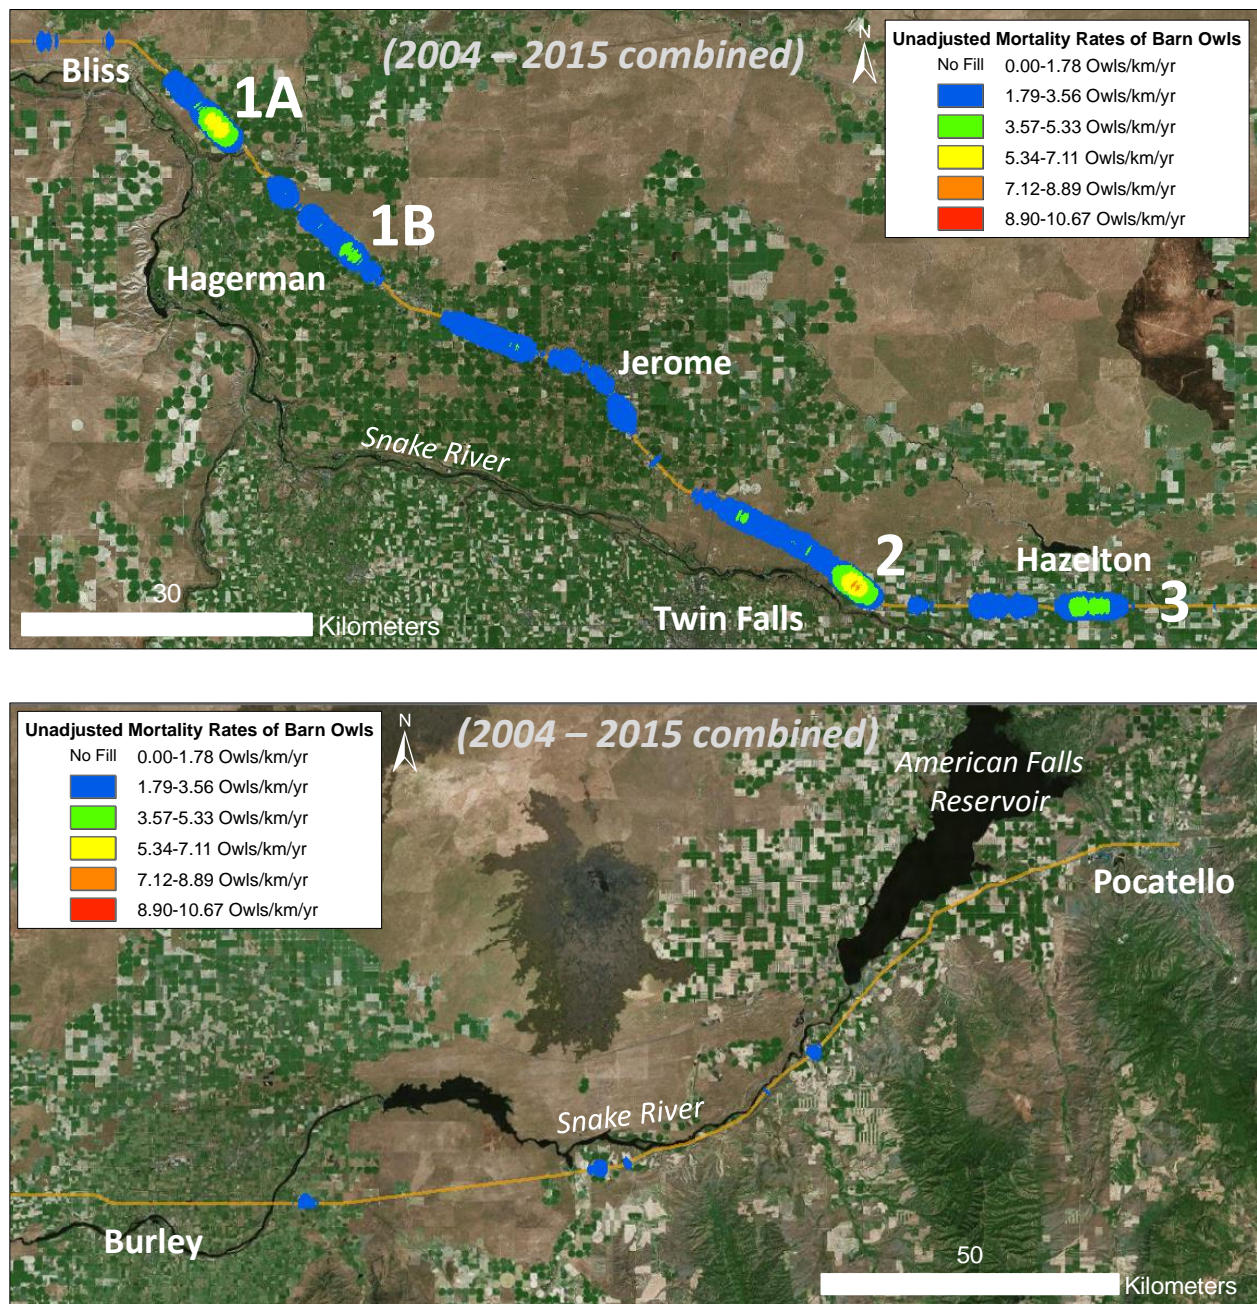 (2004 – 2015 combined)
N
Unadjusted Mortality Rates of Barn Owls
No Fill 0.00-1.78 Owls/km/yr
1.79-3.56 Owls/km/yr
3.57-5.33 Owls/km/yr
5.34-7.11 Owls/km/yr
7.12-8.89 Owls/km/yr
8.90-10.67 Owls/km/yr
Bliss
1A
1B
Hagerman
Jerome
Snake River
2
Hazelton
3
Twin Falls
30
Kilometers
Unadjusted Mortality Rates of Barn Owls
No Fill 0.00-1.78 Owls/km/yr
1.79-3.56 Owls/km/yr
3.57-5.33 Owls/km/yr
5.34-7.11 Owls/km/yr
7.12-8.89 Owls/km/yr
8.90-10.67 Owls/km/yr
N
(2004 – 2015 combined)
American Falls
Reservoir
Pocatello
Snake River
Burley
50
Kilometers